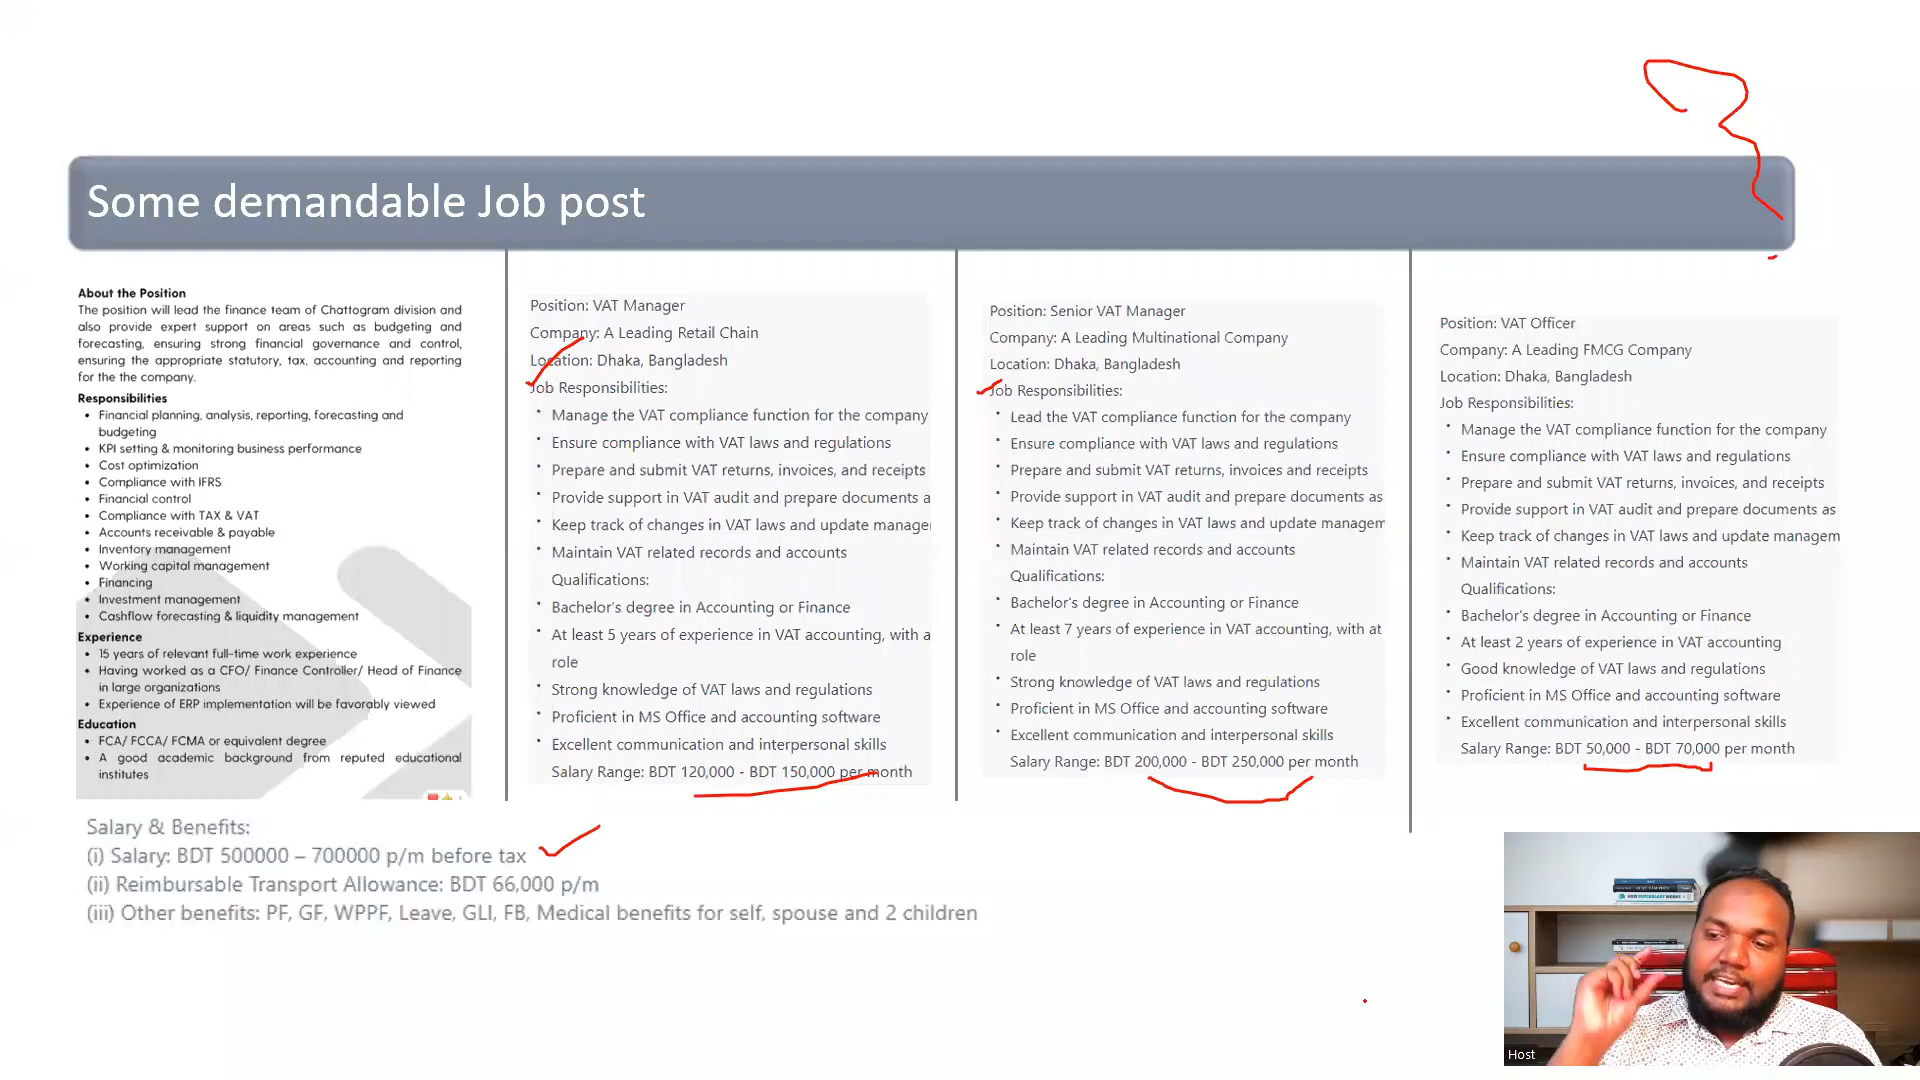 Some demandable Job post
About the Position
The position will lead the finance team of Chattogram division and
also provide expert support on areas such as budgeting and
forecasting, ensuring strong financial governance and control,
ensuring the appropriate statutory, tax, accounting and reporting
for the the company.
Responsibilities
• Financial planning, analysis, reporting, forecasting and
budgeting
• KPI setting & monitoring business performance
• Cost optimization
• Compliance with IFRS
• Financial control
• Compliance with TAX & VAT
• Accounts receivable & payable
• Inventory management
• Working capital management
• Financing
• Investment management
• Cashflow forecasting & liquidity management
Experience
• 15 years of relevant full-time work experience
• Having worked as a CFO/ Finance Controller/ Head of Finance
in large organizations
• Experience of ERP implementation will be favorably viewed
Education
• FCA/ FCCA/ FCMA or equivalent degree
• A good academic background from reputed educational
institutes
Salary & Benefits:
(i) Salary: BDT 500000 – 700000 p/m before tax
(ii) Reimbursable Transport Allowance: BDT 66,000 p/m
(iii) Other benefits: PF, GF, WPPF, Leave, GLI, FB, Medical benefits for self, spouse and 2 children
Position: VAT Manager
Company: A Leading Retail Chain
Location: Dhaka, Bangladesh
Job Responsibilities:
• Manage the VAT compliance function for the company
• Ensure compliance with VAT laws and regulations
• Prepare and submit VAT returns, invoices, and receipts
• Provide support in VAT audit and prepare documents a
• Keep track of changes in VAT laws and update manage
• Maintain VAT related records and accounts
Qualifications:
• Bachelor's degree in Accounting or Finance
• At least 5 years of experience in VAT accounting, with a
role
• Strong knowledge of VAT laws and regulations
• Proficient in MS Office and accounting software
• Excellent communication and interpersonal skills
Salary Range: BDT 120,000 - BDT 150,000 per month
Position: Senior VAT Manager
Company: A Leading Multinational Company
Location: Dhaka, Bangladesh
Job Responsibilities:
• Lead the VAT compliance function for the company
• Ensure compliance with VAT laws and regulations
• Prepare and submit VAT returns, invoices and receipts
• Provide support in VAT audit and prepare documents as
• Keep track of changes in VAT laws and update managem
• Maintain VAT related records and accounts
Qualifications:
• Bachelor's degree in Accounting or Finance
• At least 7 years of experience in VAT accounting, with at
role
• Strong knowledge of VAT laws and regulations
• Proficient in MS Office and accounting software
• Excellent communication and interpersonal skills
Salary Range: BDT 200,000 - BDT 250,000 per month
Position: VAT Officer
Company: A Leading FMCG Company
Location: Dhaka, Bangladesh
Job Responsibilities:
• Manage the VAT compliance function for the company
• Ensure compliance with VAT laws and regulations
• Prepare and submit VAT returns, invoices, and receipts
• Provide support in VAT audit and prepare documents as
• Keep track of changes in VAT laws and update managem
• Maintain VAT related records and accounts
Qualifications:
• Bachelor's degree in Accounting or Finance
• At least 2 years of experience in VAT accounting
• Good knowledge of VAT laws and regulations
• Proficient in MS Office and accounting software
• Excellent communication and interpersonal skills
Salary Range: BDT 50,000 - BDT 70,000 per month
Host